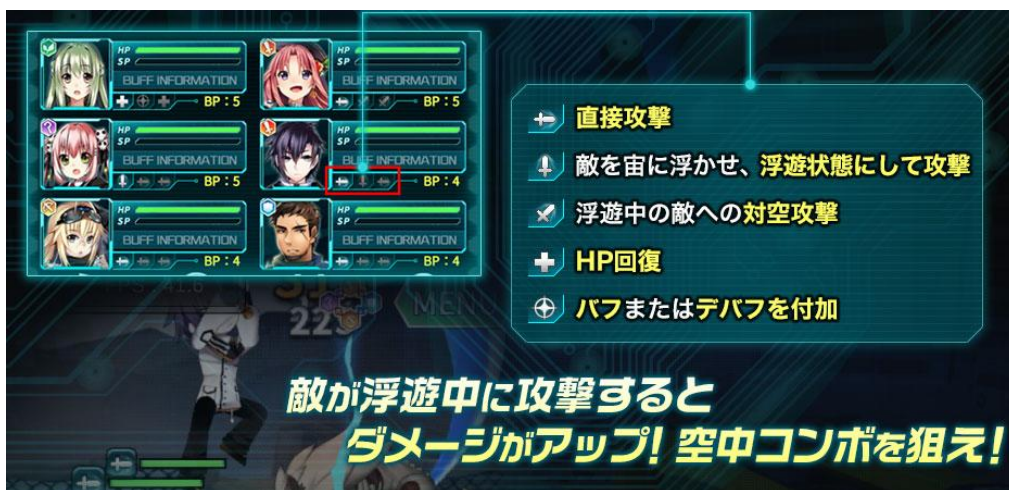 HP
SP
BUFF INFORMATION
BP：5
HP
SP
BUFF INFORMATION
BP：5
HP
SP
BUFF INFORMATION
BP：5
HP
SP
BUFF INFORMATION
BP：4
HP
SP
BUFF INFORMATION
BP：4
HP
SP
BUFF INFORMATION
BP：4
直接攻撃
敵を宙に浮かせ、浮遊状態にして攻撃
浮遊中の敵への対空攻撃
HP回復
バフまたはデバフを付加
敵が浮遊中に攻撃すると
ダメージがアップ！空中コンボを狙え！